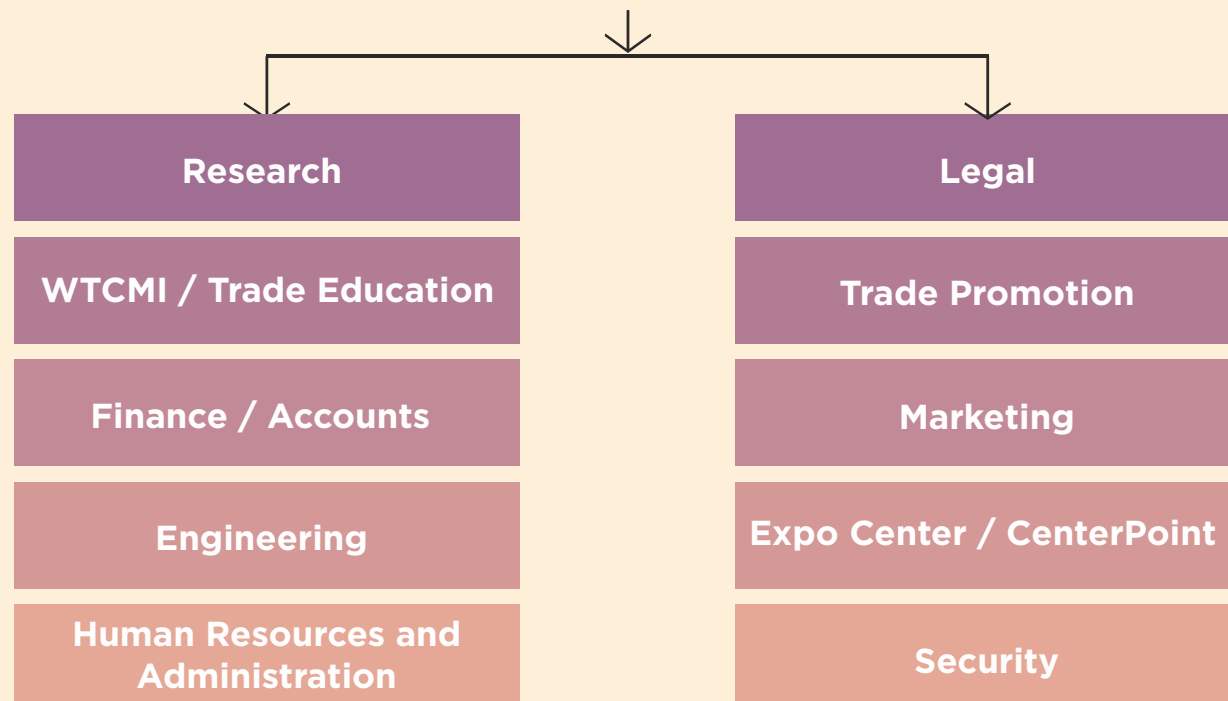 Research
WTCMI / Trade Education
Finance / Accounts
Engineering
Human Resources and
Administration
Legal
Trade Promotion
Marketing
Expo Center / CenterPoint
Security